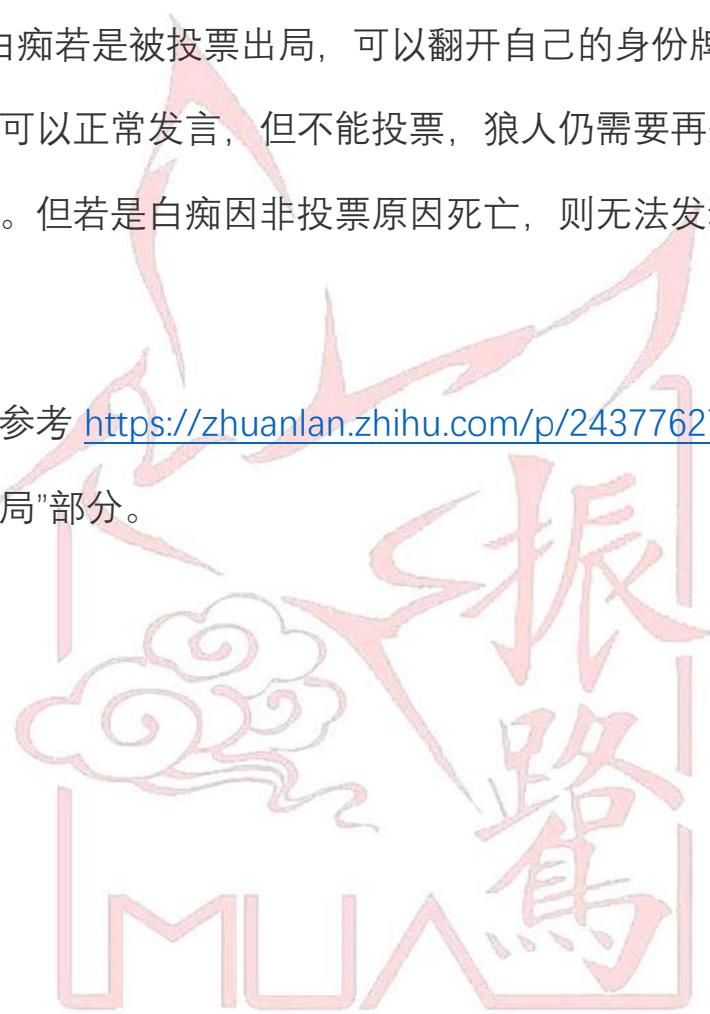 白痴若是被投票出局，可以翻开自己的身份牌
可以正常发言，但不能投票，狼人仍需要再
。但若是白痴因非投票原因死亡，则无法发
参考 https://zhuanlan.zhihu.com/p/24377627
局”部分。
振鹭
MUA